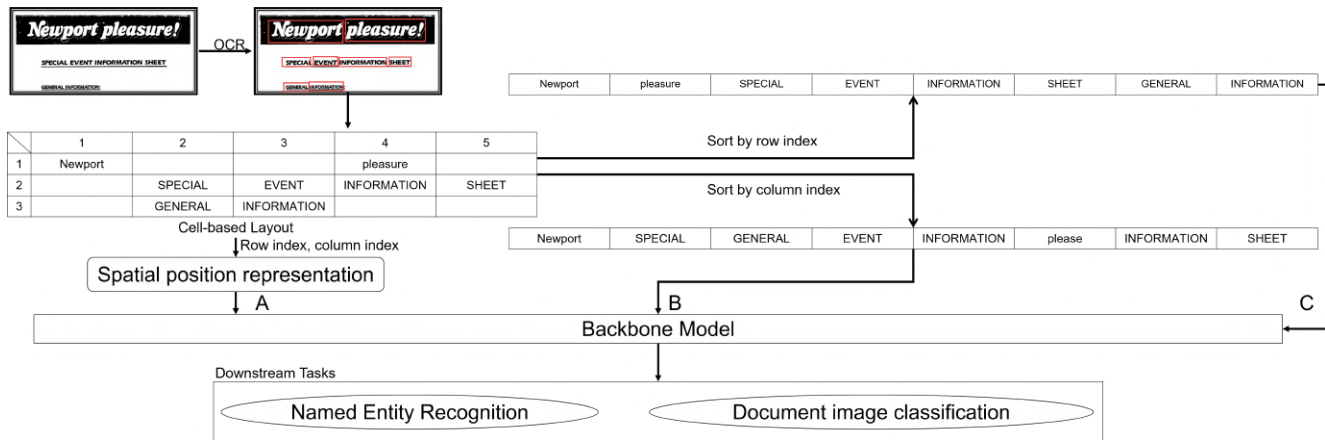 Newport pleasure!
SPECIAL EVENT INFORMATION SHEET
GENERAL INFORMATION:
OCR
Newport pleasure!
SPECIAL EVENT INFORMATION SHEET
GENERAL INFORMATION:
Newport pleasure SPECIAL EVENT INFORMATION SHEET GENERAL INFORMATION
1 2 3 4 5
1 Newport pleasure
2 SPECIAL EVENT INFORMATION SHEET
3 GENERAL INFORMATION
Cell-based Layout
Sort by row index
Sort by column index
Newport SPECIAL GENERAL EVENT INFORMATION please INFORMATION SHEET
Row index, column index
Spatial position representation
A
B
C
Backbone Model
Downstream Tasks
Named Entity Recognition
Document image classification